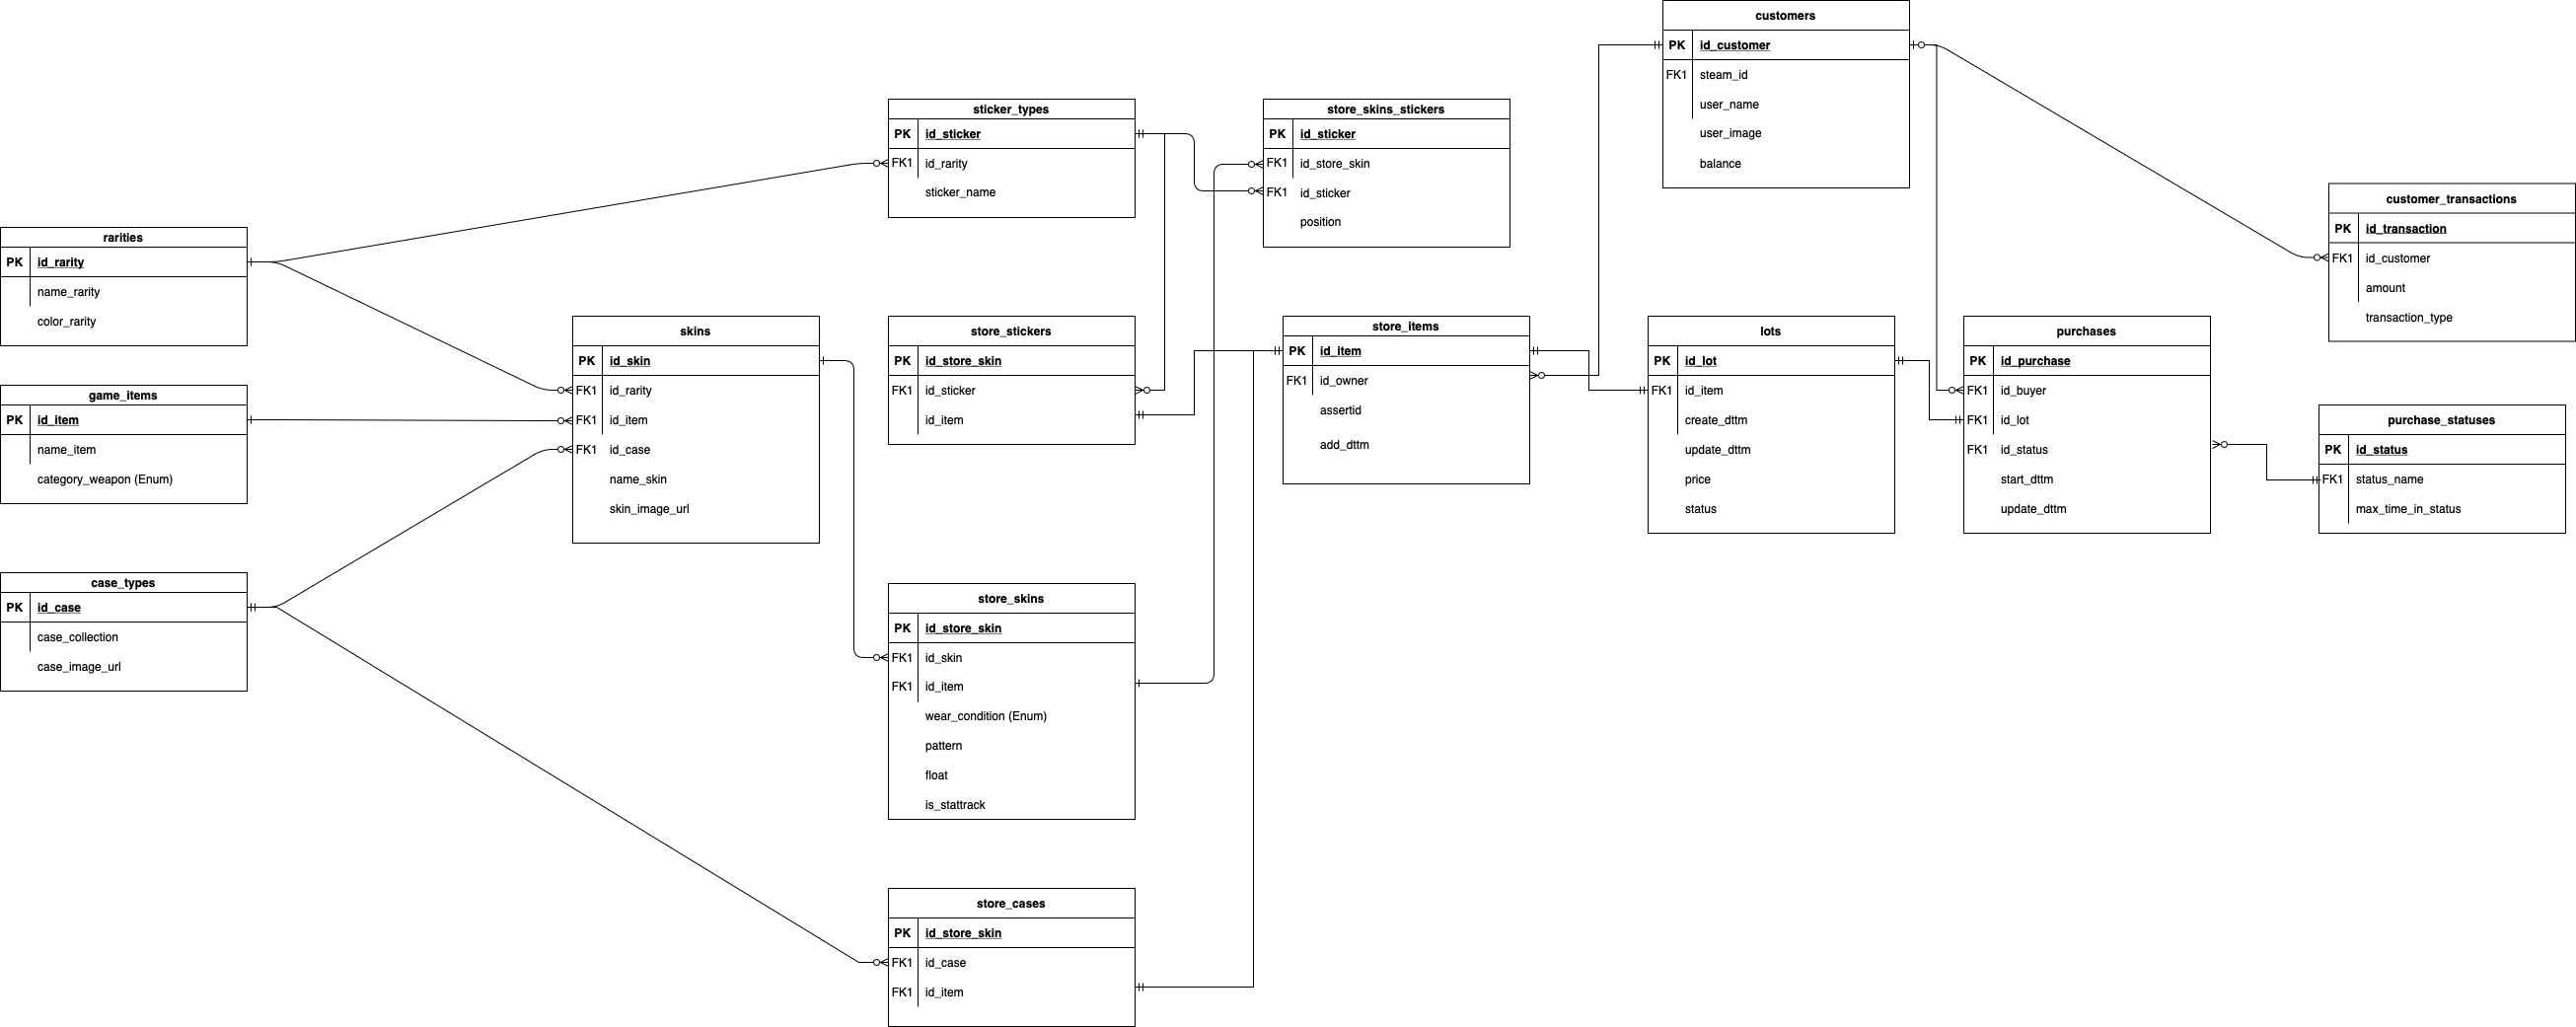 customers
PK id_customer
FK1 steam_id
user_name
user_image
balance
sticker_types
PK id_sticker
FK1 id_rarity
sticker_name
store_skins_stickers
PK id_sticker
FK1 id_store_skin
FK1 id_sticker
position
customer_transactions
PK id_transaction
FK1 id_customer
amount
transaction_type
rarities
PK id_rarity
name_rarity
color_rarity
skins
PK id_skin
FK1 id_rarity
FK1 id_item
FK1 id_case
name_skin
skin_image_url
store_stickers
PK id_store_skin
FK1 id_sticker
id_item
store_items
PK id_item
FK1 id_owner
assertid
add_dttm
lots
PK id_lot
FK1 id_item
create_dttm
update_dttm
price
status
purchases
PK id_purchase
FK1 id_buyer
FK1 id_lot
FK1 id_status
start_dttm
update_dttm
purchase_statuses
PK id_status
FK1 status_name
max_time_in_status
game_items
PK id_item
name_item
category_weapon (Enum)
case_types
PK id_case
case_collection
case_image_url
store_skins
PK id_store_skin
FK1 id_skin
FK1 id_item
wear_condition (Enum)
pattern
float
is_stattrack
store_cases
PK id_store_skin
FK1 id_case
FK1 id_item